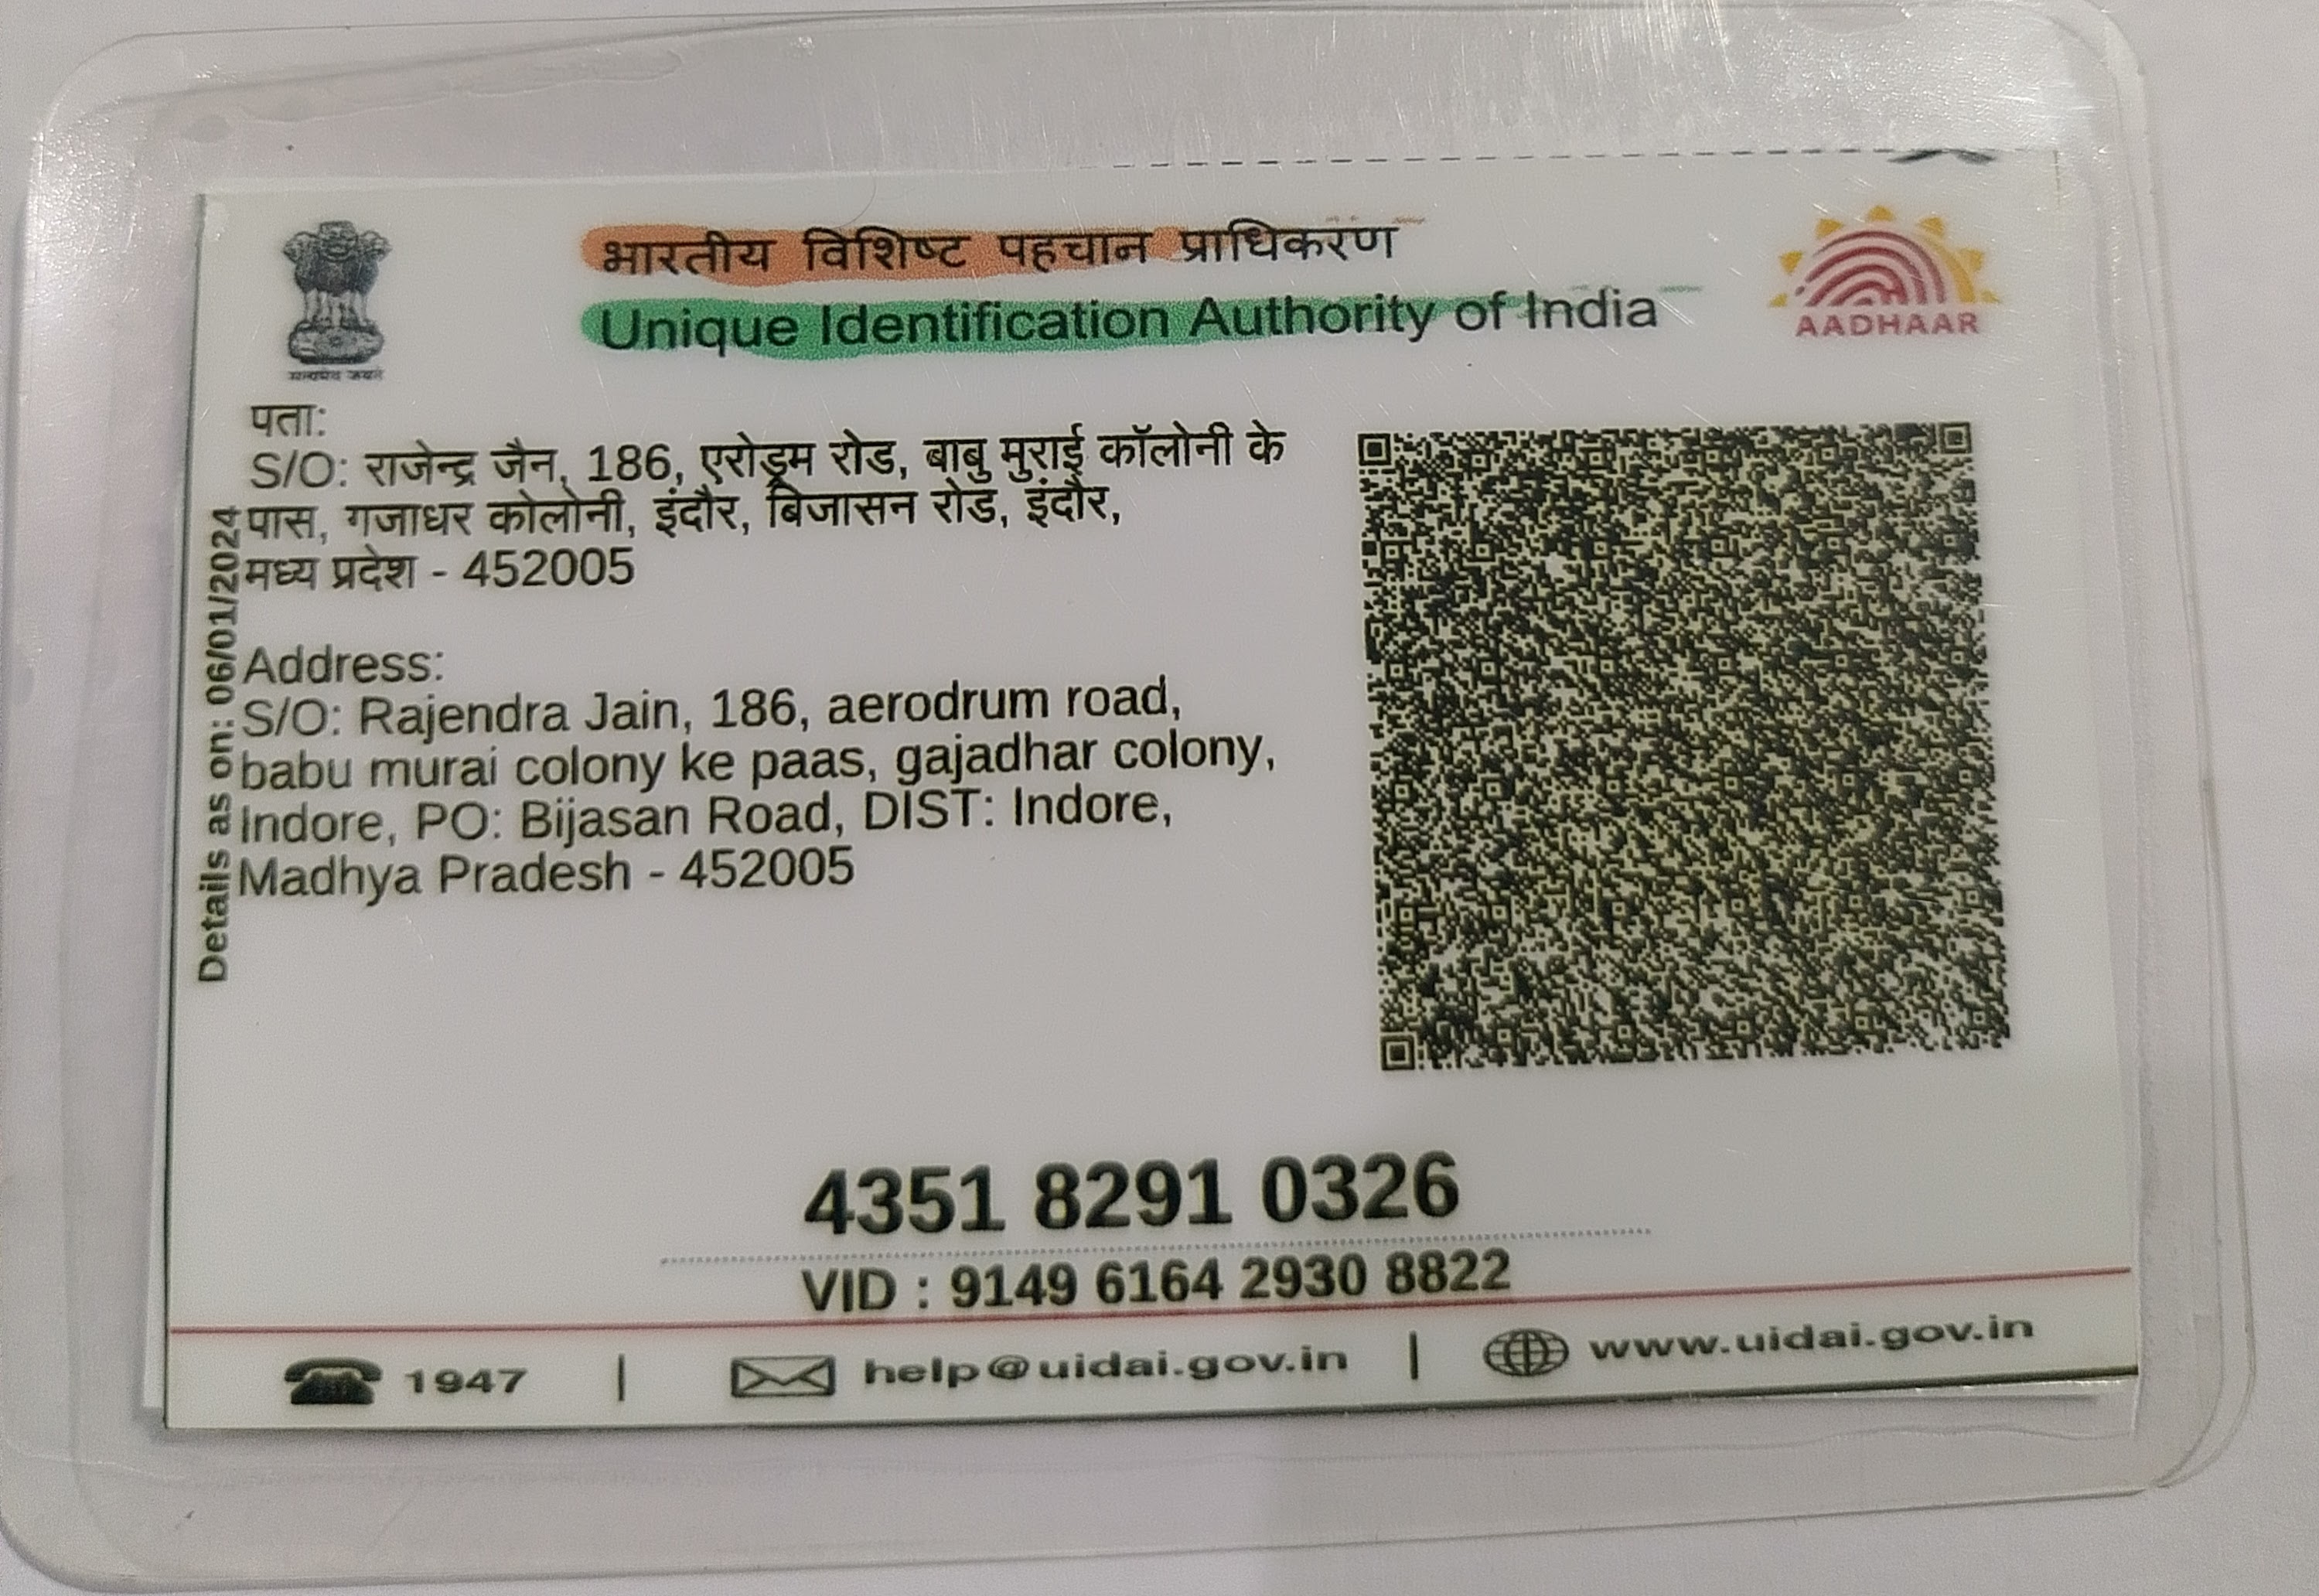 भारतीय विशिष्ट पहचान प्राधिकरण
Unique Identification Authority of India
AADHAAR
सत्यमेव जयते
पता:
S/O: राजेन्द्र जैन, 186, एरोड्रम रोड, बाबु मुराई कॉलोनी के
पास, गजाधर कोलोनी, इंदौर, बिजासन रोड, इंदौर,
मध्य प्रदेश - 452005
Address:
S/O: Rajendra Jain, 186, aerodrum road,
babu murai colony ke paas, gajadhar colony,
Indore, PO: Bijasan Road, DIST: Indore,
Madhya Pradesh - 452005
Details as on: 06/01/2024
4351 8291 0326
VID : 9149 6164 2930 8822
1947 | help@uidai.gov.in | www.uidai.gov.in